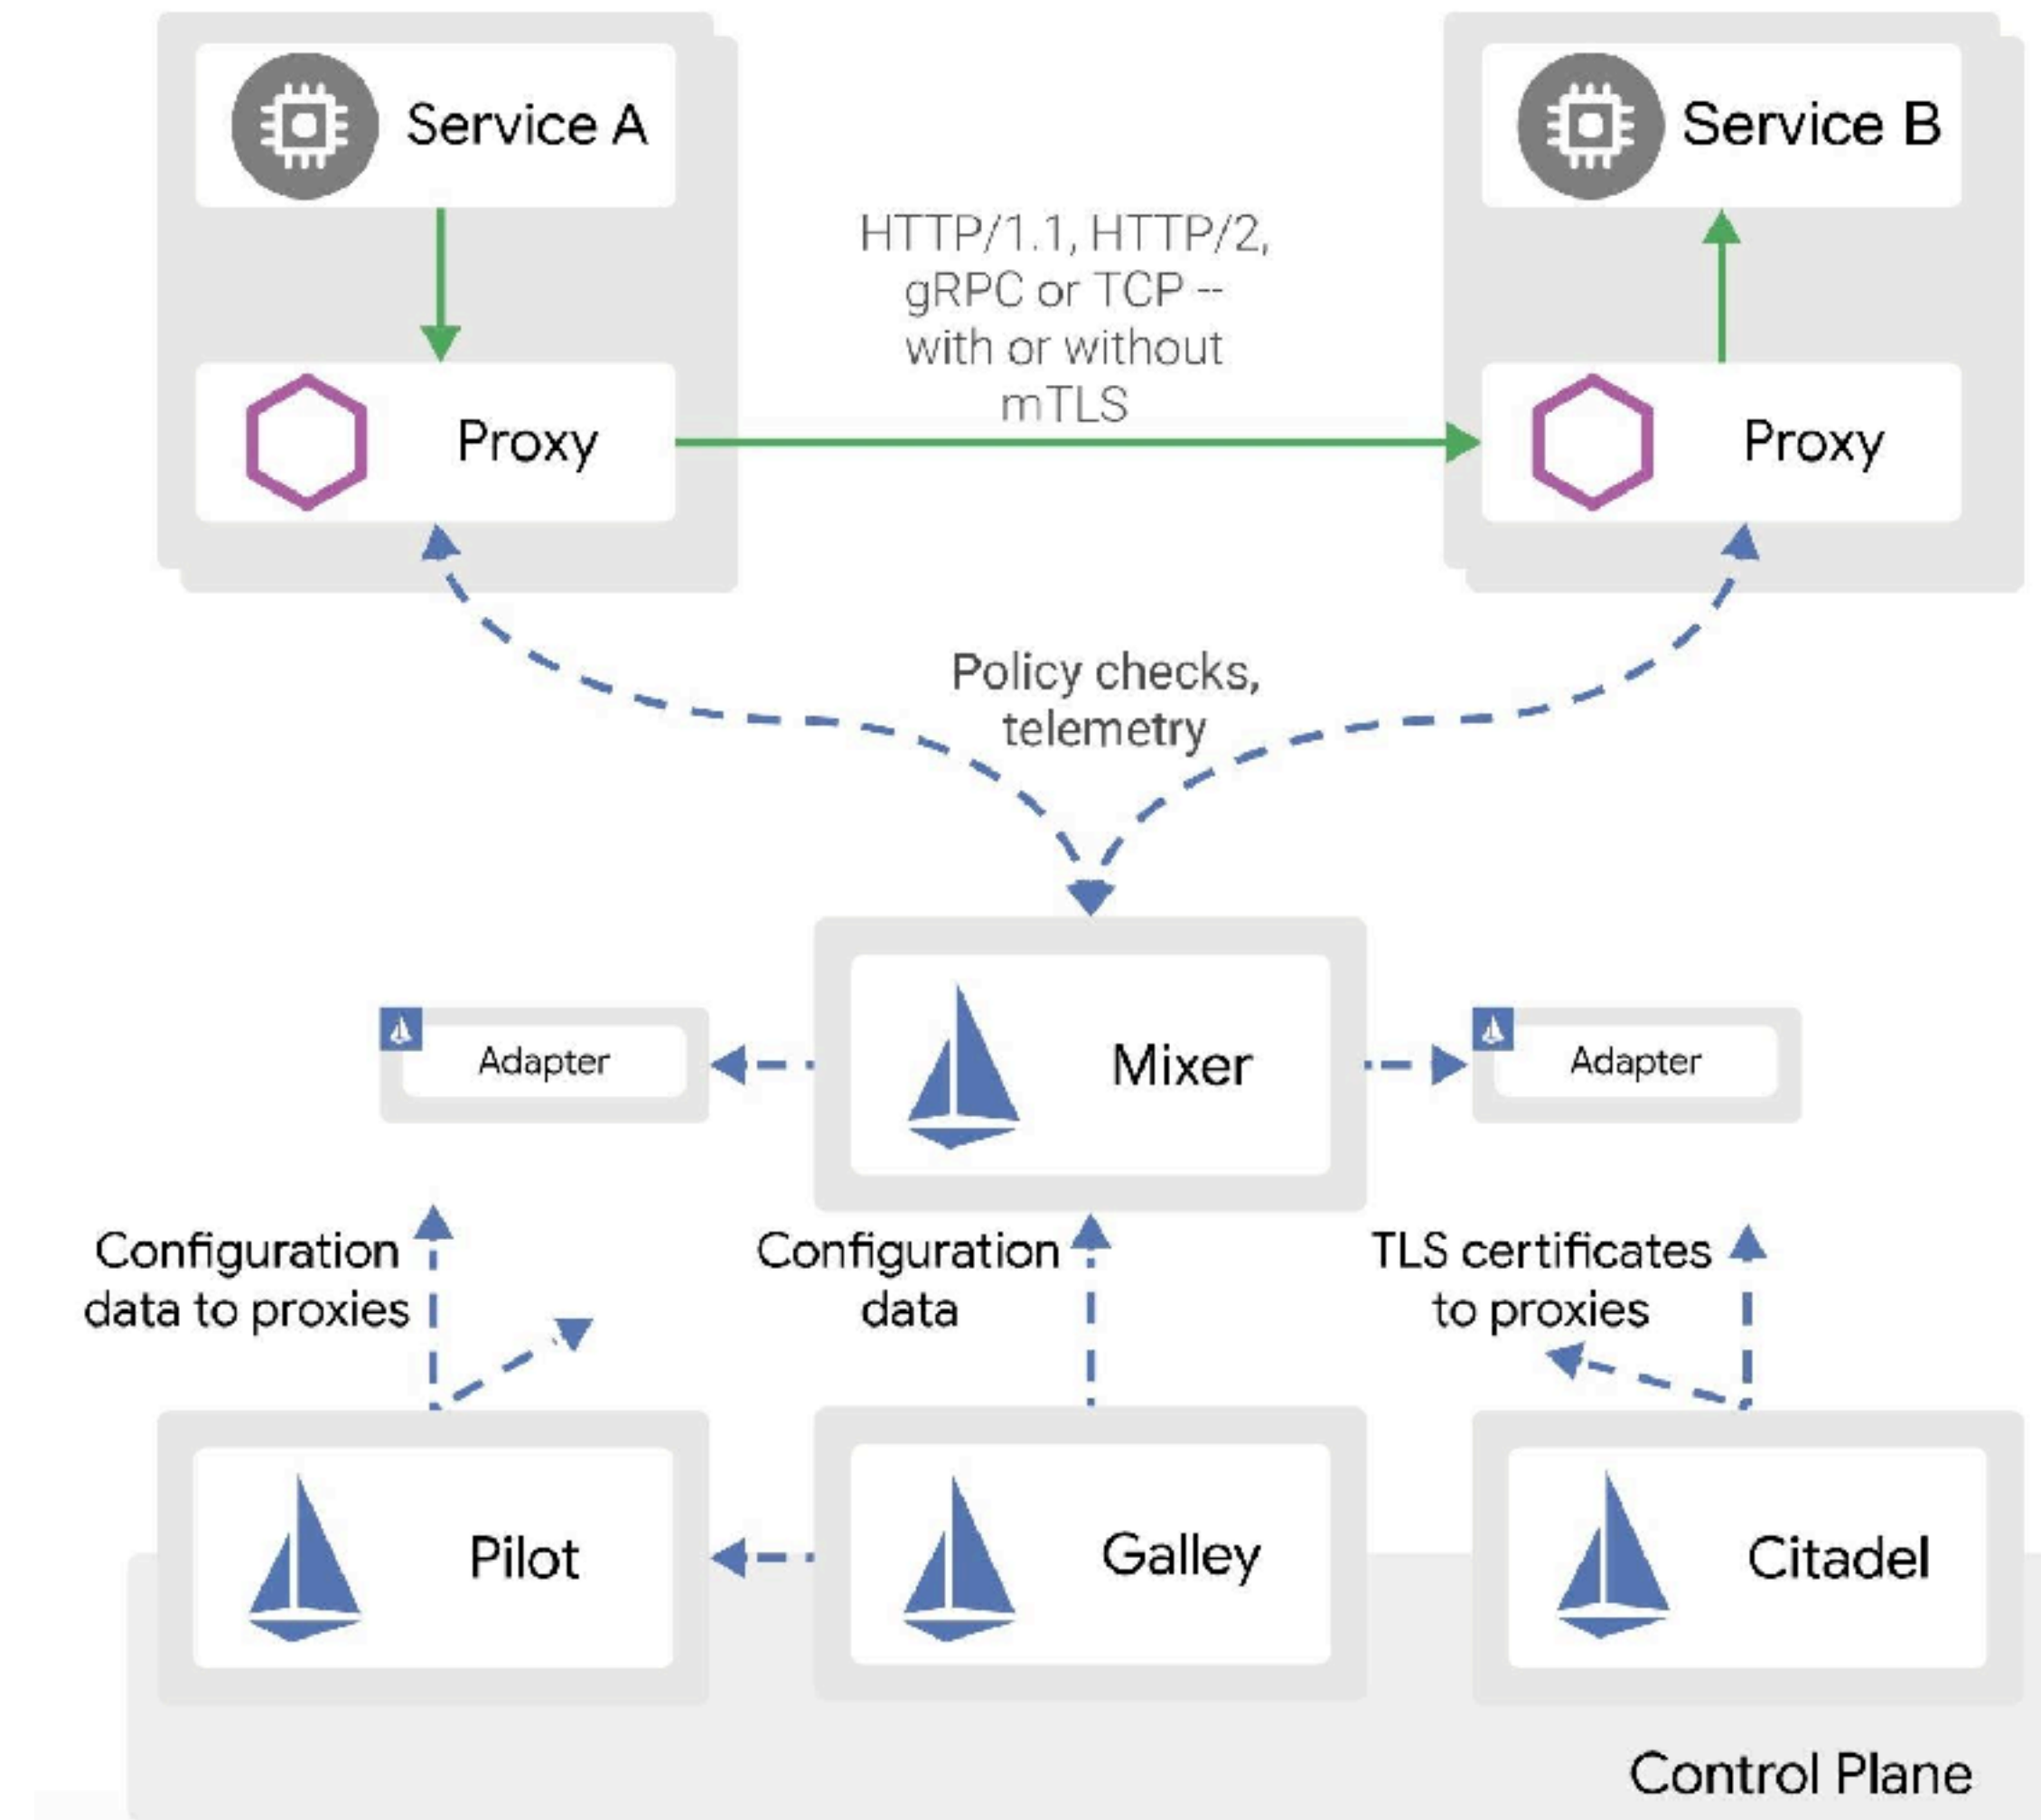 Service A
Service B
HTTP/1.1, HTTP/2,
gRPC or TCP --
with or without
mTLS
Proxy
Proxy
Policy checks,
telemetry
Adapter
Mixer
Adapter
Configuration
data to proxies
Configuration
data
TLS certificates
to proxies
Pilot
Galley
Citadel
Control Plane